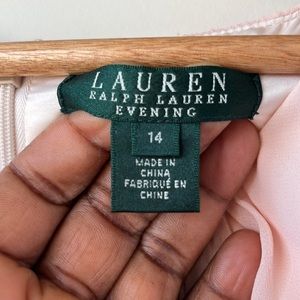 LAUREN
RALPH LAUREN
EVENING
14
MADE IN
CHINA
FABRIQUÉ EN
CHINE